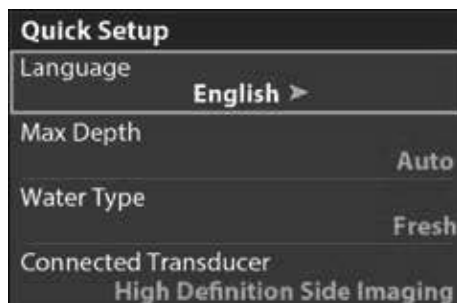 Quick Setup
Language
English ➤
Max Depth
Auto
Water Type
Fresh
Connected Transducer
High Definition Side Imaging